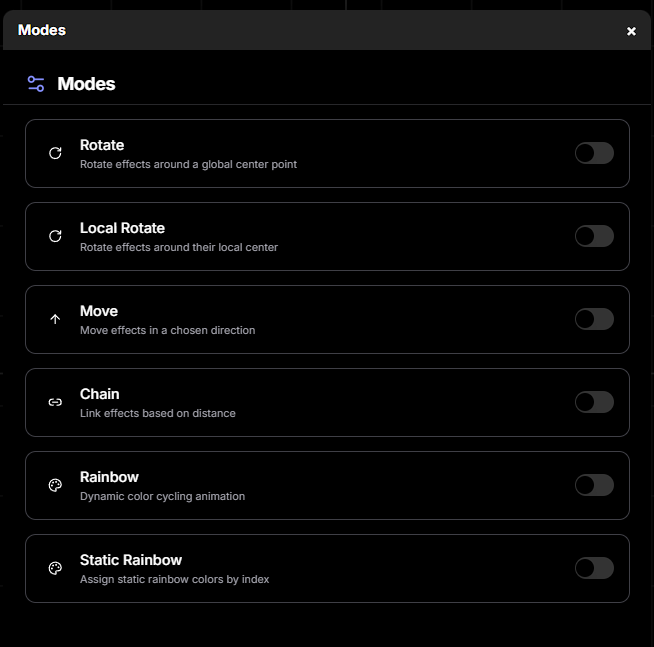 Modes
Modes
Rotate
Rotate effects around a global center point
Local Rotate
Rotate effects around their local center
Move
Move effects in a chosen direction
Chain
Link effects based on distance
Rainbow
Dynamic color cycling animation
Static Rainbow
Assign static rainbow colors by index